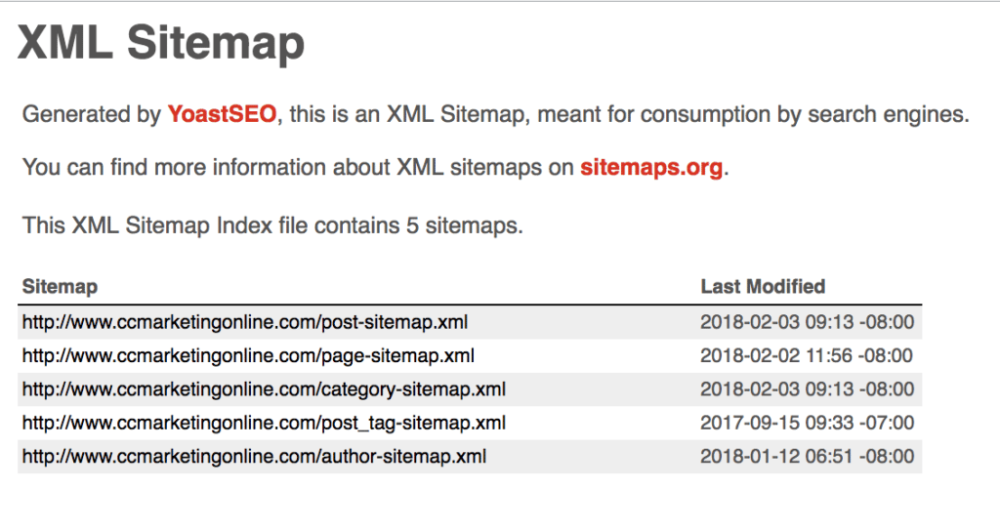 XML Sitemap
Generated by YoastSEO, this is an XML Sitemap, meant for consumption by search engines.
You can find more information about XML sitemaps on sitemaps.org.
This XML Sitemap Index file contains 5 sitemaps.
Sitemap Last Modified
http://www.ccmarketingonline.com/post-sitemap.xml 2018-02-03 09:13 -08:00
http://www.ccmarketingonline.com/page-sitemap.xml 2018-02-02 11:56 -08:00
http://www.ccmarketingonline.com/category-sitemap.xml 2018-02-03 09:13 -08:00
http://www.ccmarketingonline.com/post_tag-sitemap.xml 2017-09-15 09:33 -07:00
http://www.ccmarketingonline.com/author-sitemap.xml 2018-01-12 06:51 -08:00